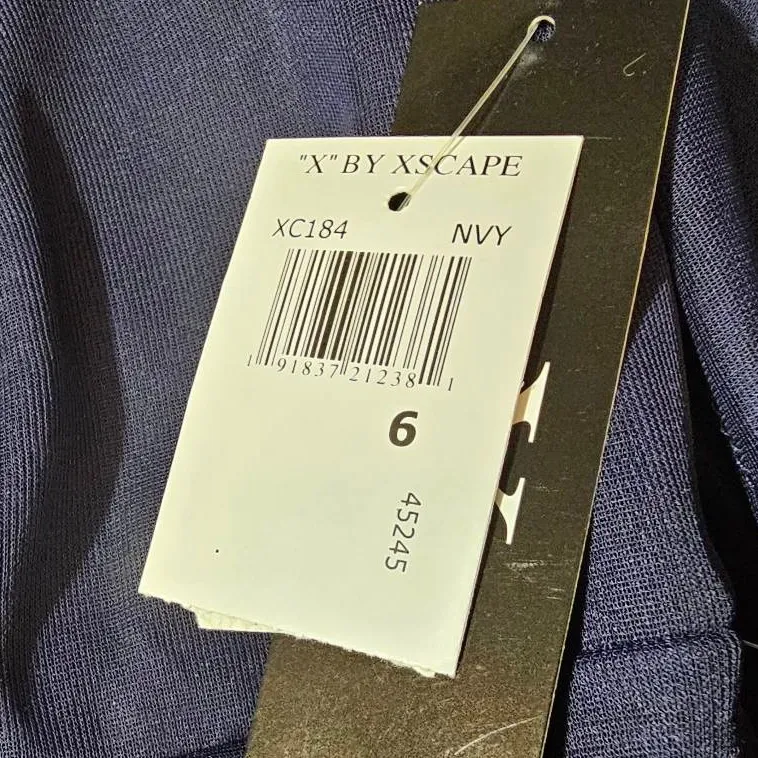 "X" BY XSCAPE
XC184 NVY
1 91837 21238 1
6
45245